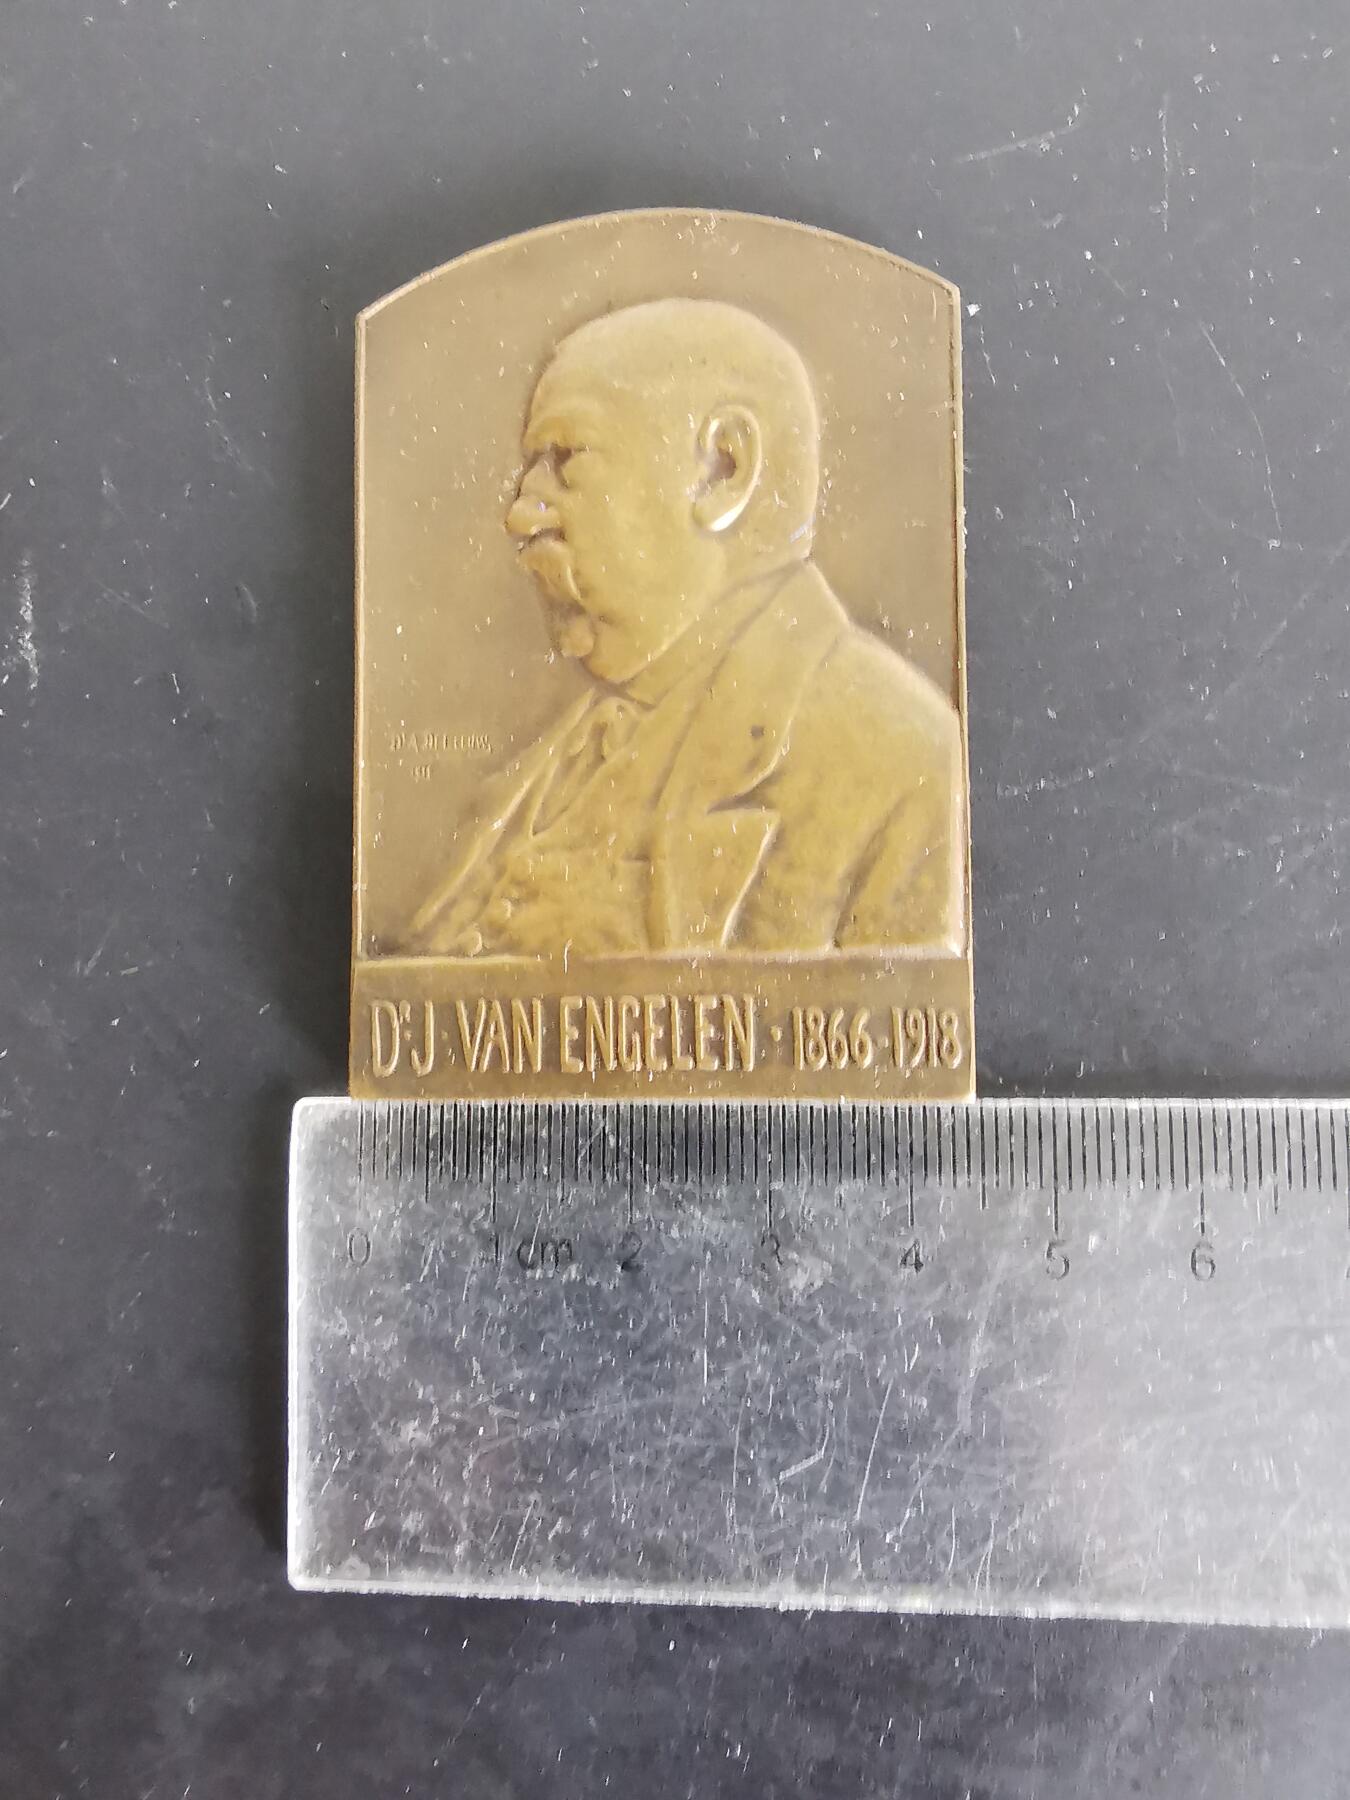 DR J. VAN ENGELEN · 1866-1918
0 1 cm 2 3 4 5 6